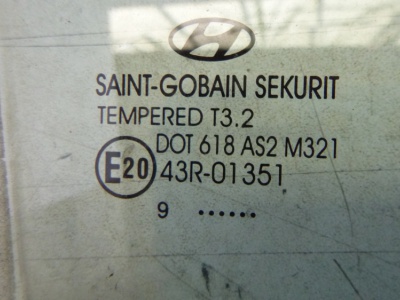 SAINT-GOBAIN SEKURIT
TEMPERED T3.2
DOT 618 AS2 M321
E20 43R-01351
9 ......